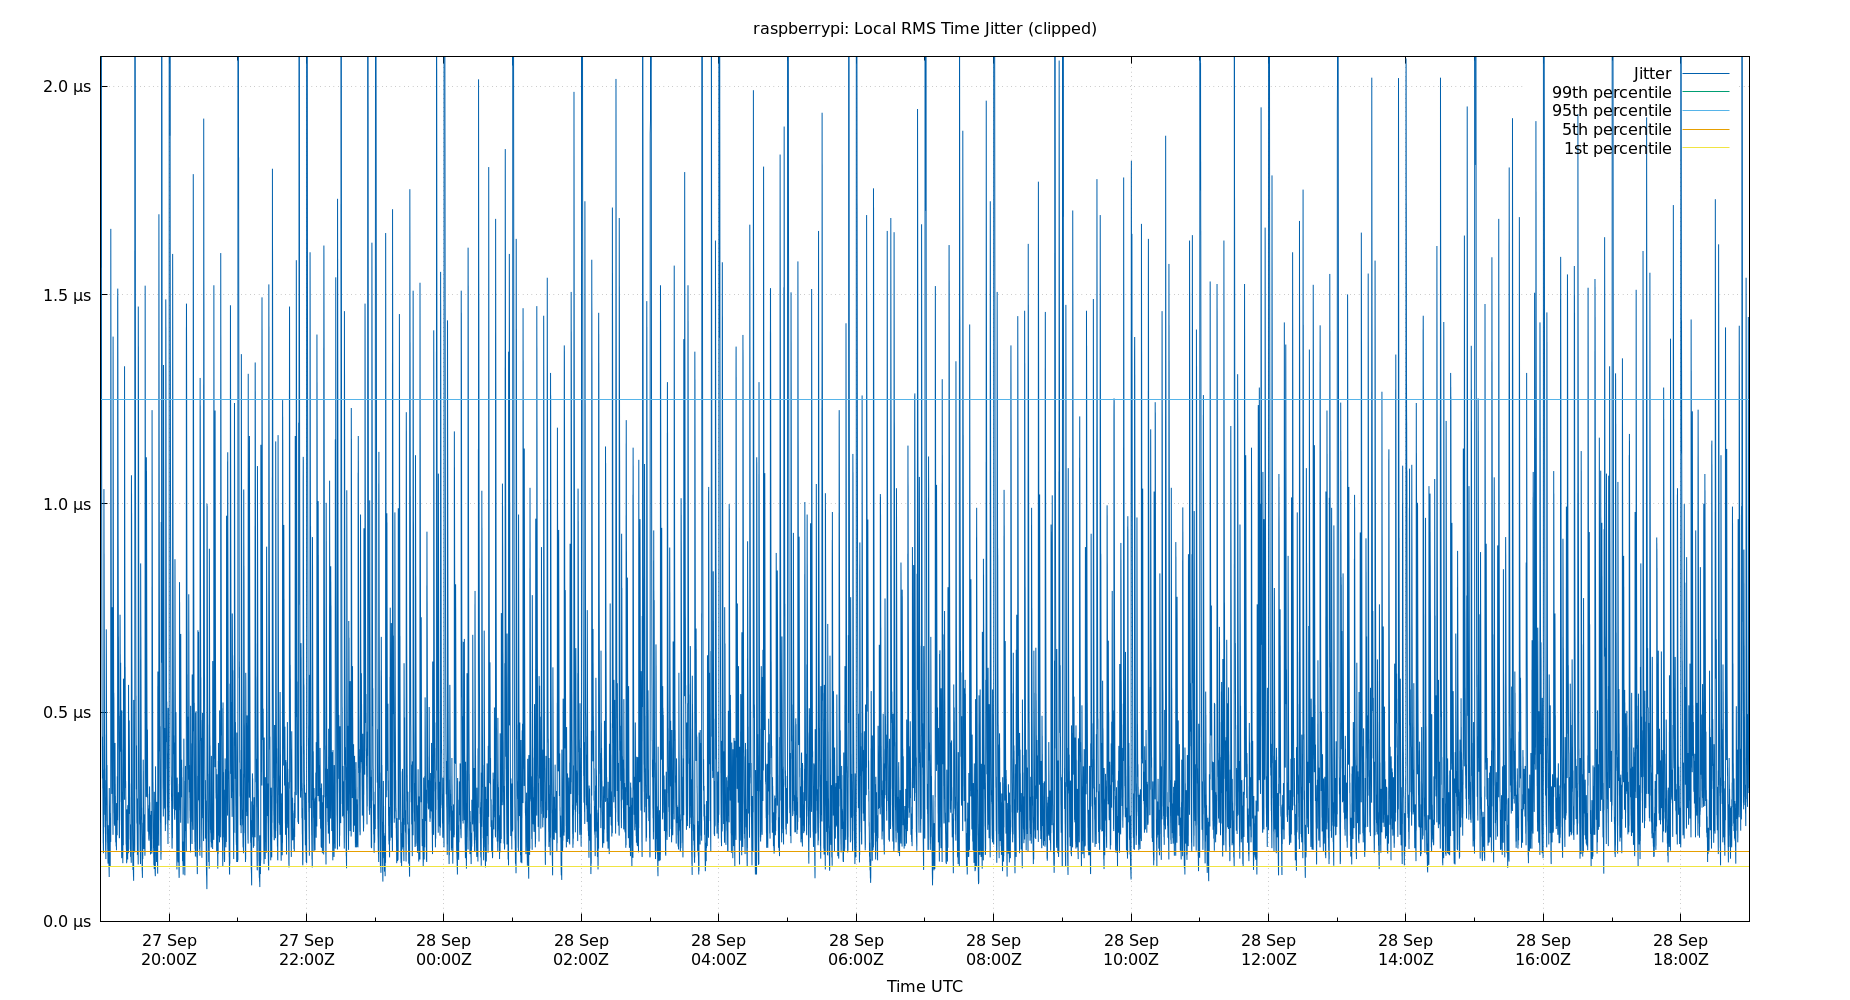 raspberrypi: Local RMS Time Jitter (clipped)
Jitter
99th percentile
95th percentile
5th percentile
1st percentile
2.0 µs
1.5 µs
1.0 µs
0.5 µs
0.0 µs
27 Sep 27 Sep 28 Sep 28 Sep 28 Sep 28 Sep 28 Sep 28 Sep 28 Sep 28 Sep 28 Sep 28 Sep
20:00Z 22:00Z 00:00Z 02:00Z 04:00Z 06:00Z 08:00Z 10:00Z 12:00Z 14:00Z 16:00Z 18:00Z
Time UTC